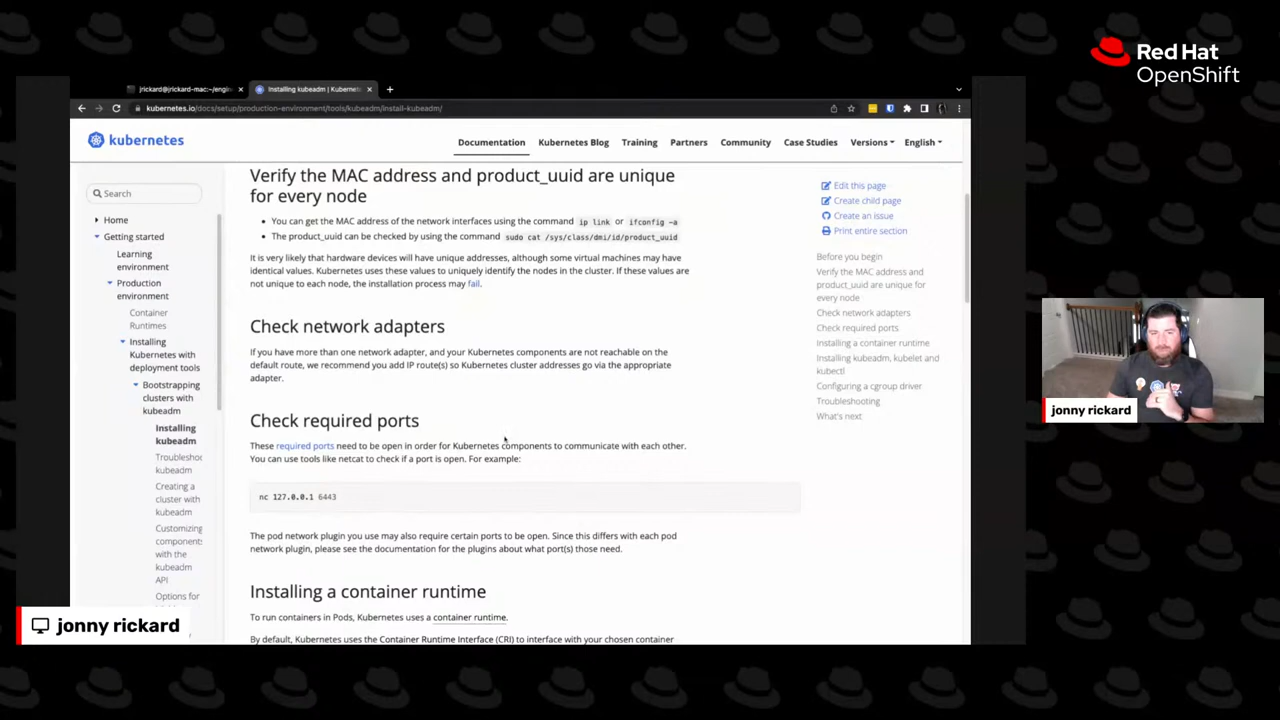 Red Hat
OpenShift
jrickard@jrickard-mac:~/engin
Installing kubeadm | Kubernete
kubernetes.io/docs/setup/production-environment/tools/kubeadm/install-kubeadm/
kubernetes
Documentation
Kubernetes Blog
Training
Partners
Community
Case Studies
Versions
English
Search
Home
Getting started
Learning
environment
Production
environment
Container
Runtimes
Installing
Kubernetes with
deployment tools
Bootstrapping
clusters with
kubeadm
Installing
kubeadm
Troubleshoo
kubeadm
Creating a
cluster with
kubeadm
Customizing
components
with the
kubeadm
API
Options for
Verify the MAC address and product_uuid are unique
for every node
You can get the MAC address of the network interfaces using the command ip link or ifconfig -a
The product_uuid can be checked by using the command sudo cat /sys/class/dmi/id/product_uuid
It is very likely that hardware devices will have unique addresses, although some virtual machines may have
identical values. Kubernetes uses these values to uniquely identify the nodes in the cluster. If these values are
not unique to each node, the installation process may fail.
Check network adapters
If you have more than one network adapter, and your Kubernetes components are not reachable on the
default route, we recommend you add IP route(s) so Kubernetes cluster addresses go via the appropriate
adapter.
Check required ports
These required ports need to be open in order for Kubernetes components to communicate with each other.
You can use tools like netcat to check if a port is open. For example:
nc 127.0.0.1 6443
The pod network plugin you use may also require certain ports to be open. Since this differs with each pod
network plugin, please see the documentation for the plugins about what port(s) those need.
Installing a container runtime
To run containers in Pods, Kubernetes uses a container runtime.
By default, Kubernetes uses the Container Runtime Interface (CRI) to interface with your chosen container
Edit this page
Create child page
Create an issue
Print entire section
Before you begin
Verify the MAC address and
product_uuid are unique for
every node
Check network adapters
Check required ports
Installing a container runtime
Installing kubeadm, kubelet and
kubectl
Configuring a cgroup driver
Troubleshooting
What's next
jonny rickard
jonny rickard